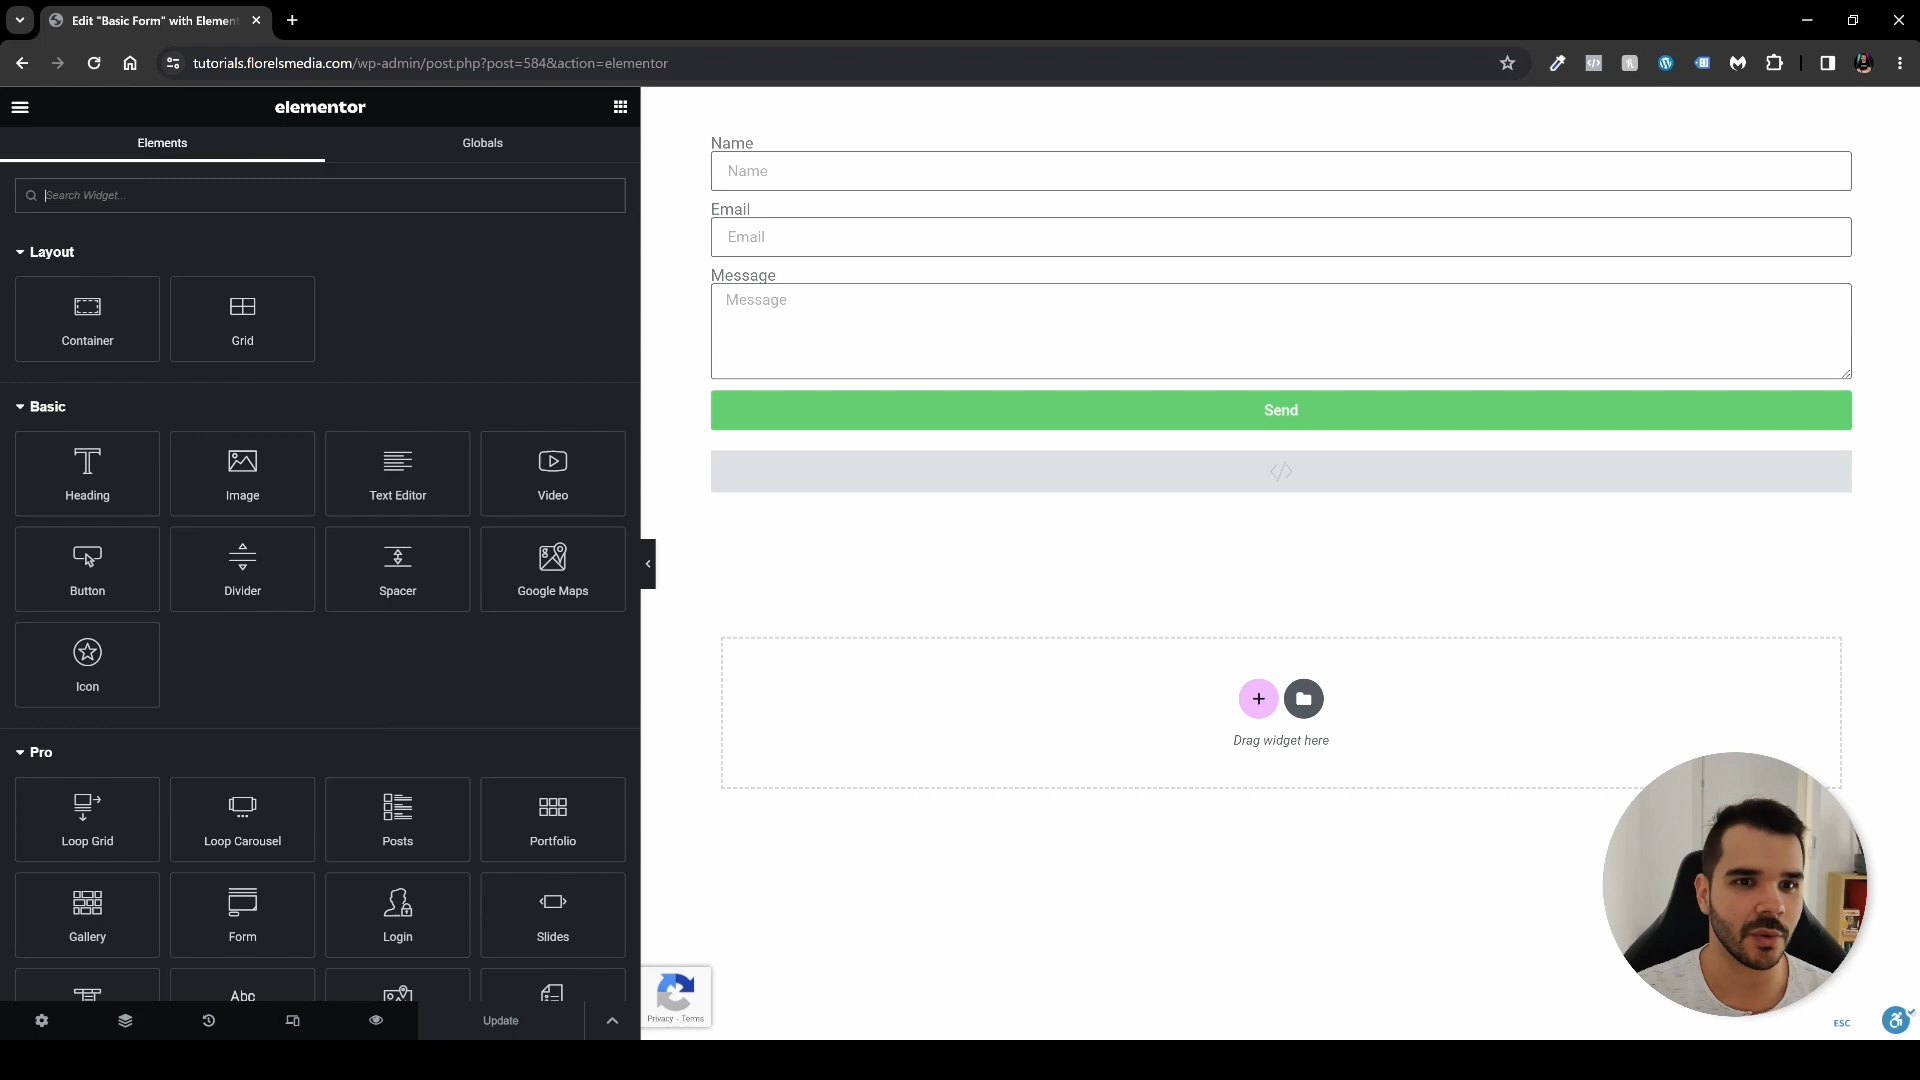 Edit "Basic Form" with Element
tutorials.florelsmedia.com/wp-admin/post.php?post=584&action=elementor
elementor
Elements
Globals
Search Widget...
Layout
Container
Grid
Basic
Heading
Image
Text Editor
Video
Button
Divider
Spacer
Google Maps
Icon
Pro
Loop Grid
Loop Carousel
Posts
Portfolio
Gallery
Form
Login
Slides
Abc
Update
Name
Name
Email
Email
Message
Message
Send
Drag widget here
Privacy - Terms
ESC